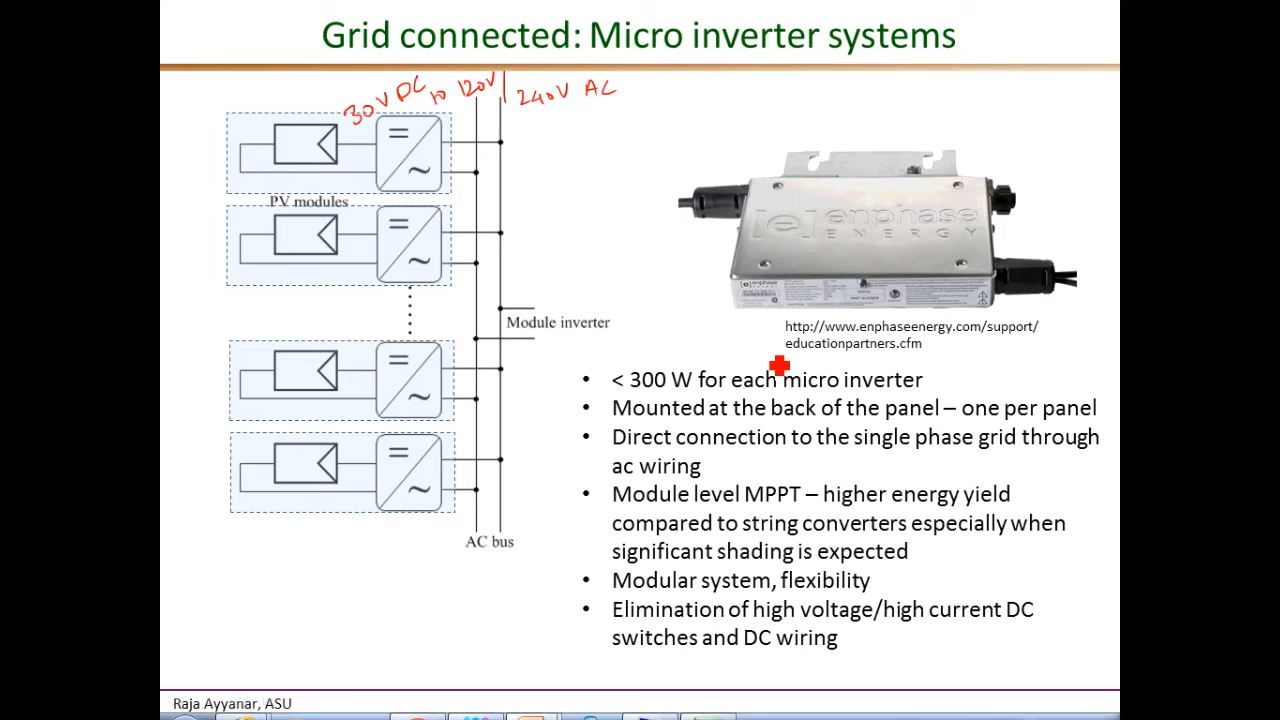 Grid connected: Micro inverter systems
30V DC to 120V / 240V AC
PV modules
Module inverter
AC bus
[e] enphase
ENERGY
http://www.enphaseenergy.com/support/
educationpartners.cfm
• < 300 W for each micro inverter
• Mounted at the back of the panel – one per panel
• Direct connection to the single phase grid through
ac wiring
• Module level MPPT – higher energy yield
compared to string converters especially when
significant shading is expected
• Modular system, flexibility
• Elimination of high voltage/high current DC
switches and DC wiring
Raja Ayyanar, ASU